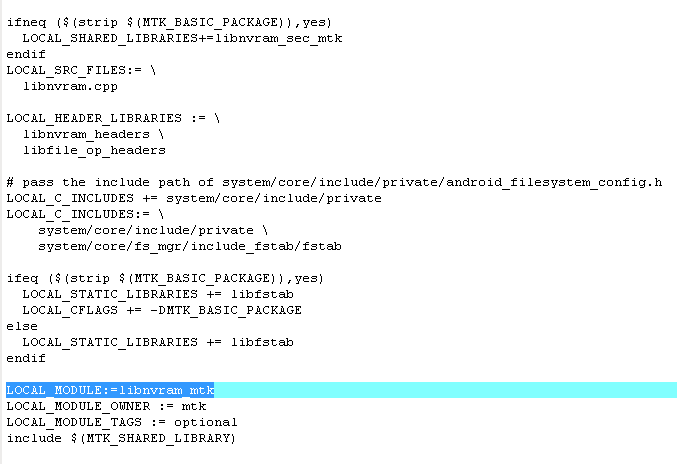 ifneq ($(strip $(MTK_BASIC_PACKAGE)),yes)
  LOCAL_SHARED_LIBRARIES+=libnvram_sec_mtk
endif
LOCAL_SRC_FILES:= \
  libnvram.cpp

LOCAL_HEADER_LIBRARIES := \
  libnvram_headers \
  libfile_op_headers

# pass the include path of system/core/include/private/android_filesystem_config.h
LOCAL_C_INCLUDES += system/core/include/private
LOCAL_C_INCLUDES:= \
    system/core/include/private \
    system/core/fs_mgr/include_fstab/fstab

ifeq ($(strip $(MTK_BASIC_PACKAGE)),yes)
  LOCAL_STATIC_LIBRARIES += libfstab
  LOCAL_CFLAGS += -DMTK_BASIC_PACKAGE
else
  LOCAL_STATIC_LIBRARIES += libfstab
endif

LOCAL_MODULE:=libnvram_mtk
LOCAL_MODULE_OWNER := mtk
LOCAL_MODULE_TAGS := optional
include $(MTK_SHARED_LIBRARY)